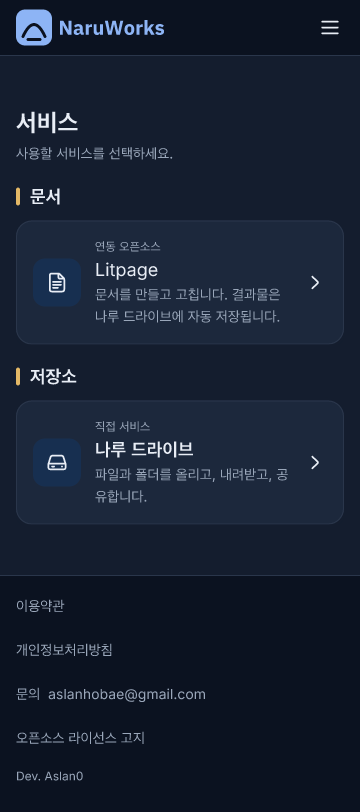 NaruWorks
서비스
사용할 서비스를 선택하세요.
문서
연동 오픈소스
Litpage
문서를 만들고 고칩니다. 결과물은
나루 드라이브에 자동 저장됩니다.
저장소
직접 서비스
나루 드라이브
파일과 폴더를 올리고, 내려받고, 공
유합니다.
이용약관
개인정보처리방침
문의 aslanhobae@gmail.com
오픈소스 라이선스 고지
Dev. Aslan0